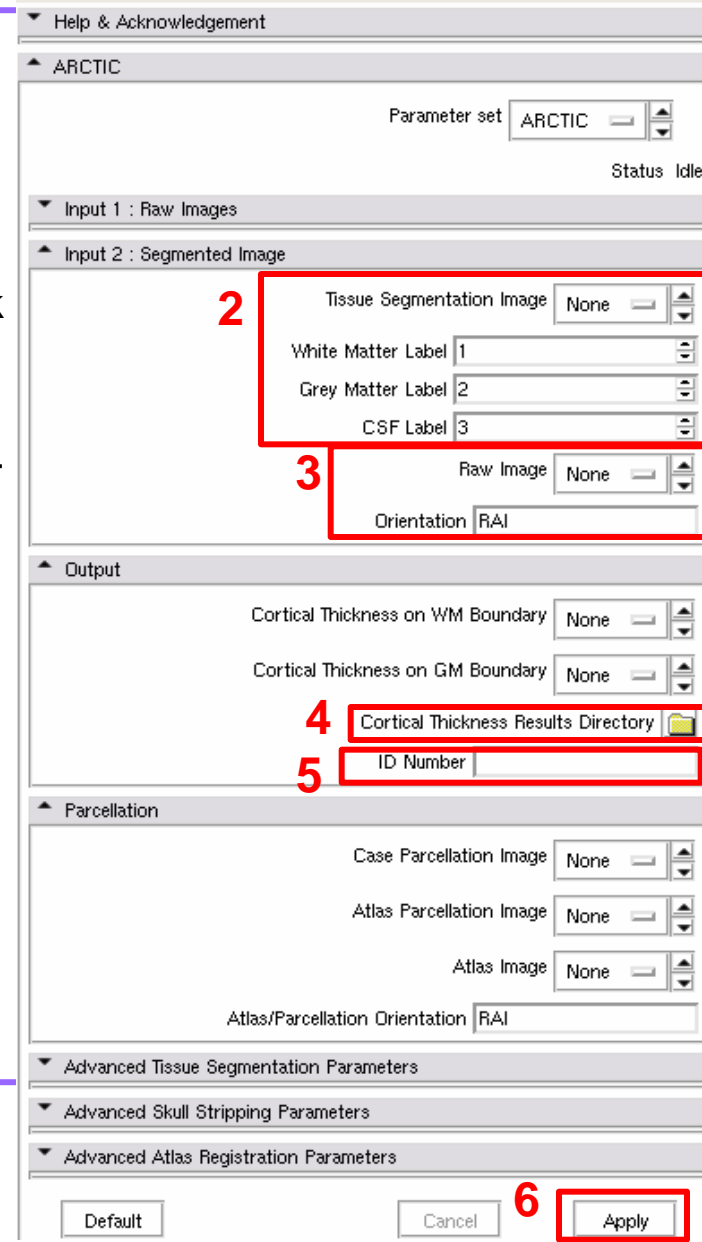 Help & Acknowledgement
ARCTIC
Parameter set ARCTIC
Status Idle
Input 1 : Raw Images
Input 2 : Segmented Image
2 Tissue Segmentation Image None
White Matter Label 1
Grey Matter Label 2
CSF Label 3
3 Raw Image None
Orientation RAI
Output
Cortical Thickness on WM Boundary None
Cortical Thickness on GM Boundary None
4 Cortical Thickness Results Directory
5 ID Number
Parcellation
Case Parcellation Image None
Atlas Parcellation Image None
Atlas Image None
Atlas/Parcellation Orientation RAI
Advanced Tissue Segmentation Parameters
Advanced Skull Stripping Parameters
Advanced Atlas Registration Parameters
Default Cancel 6 Apply